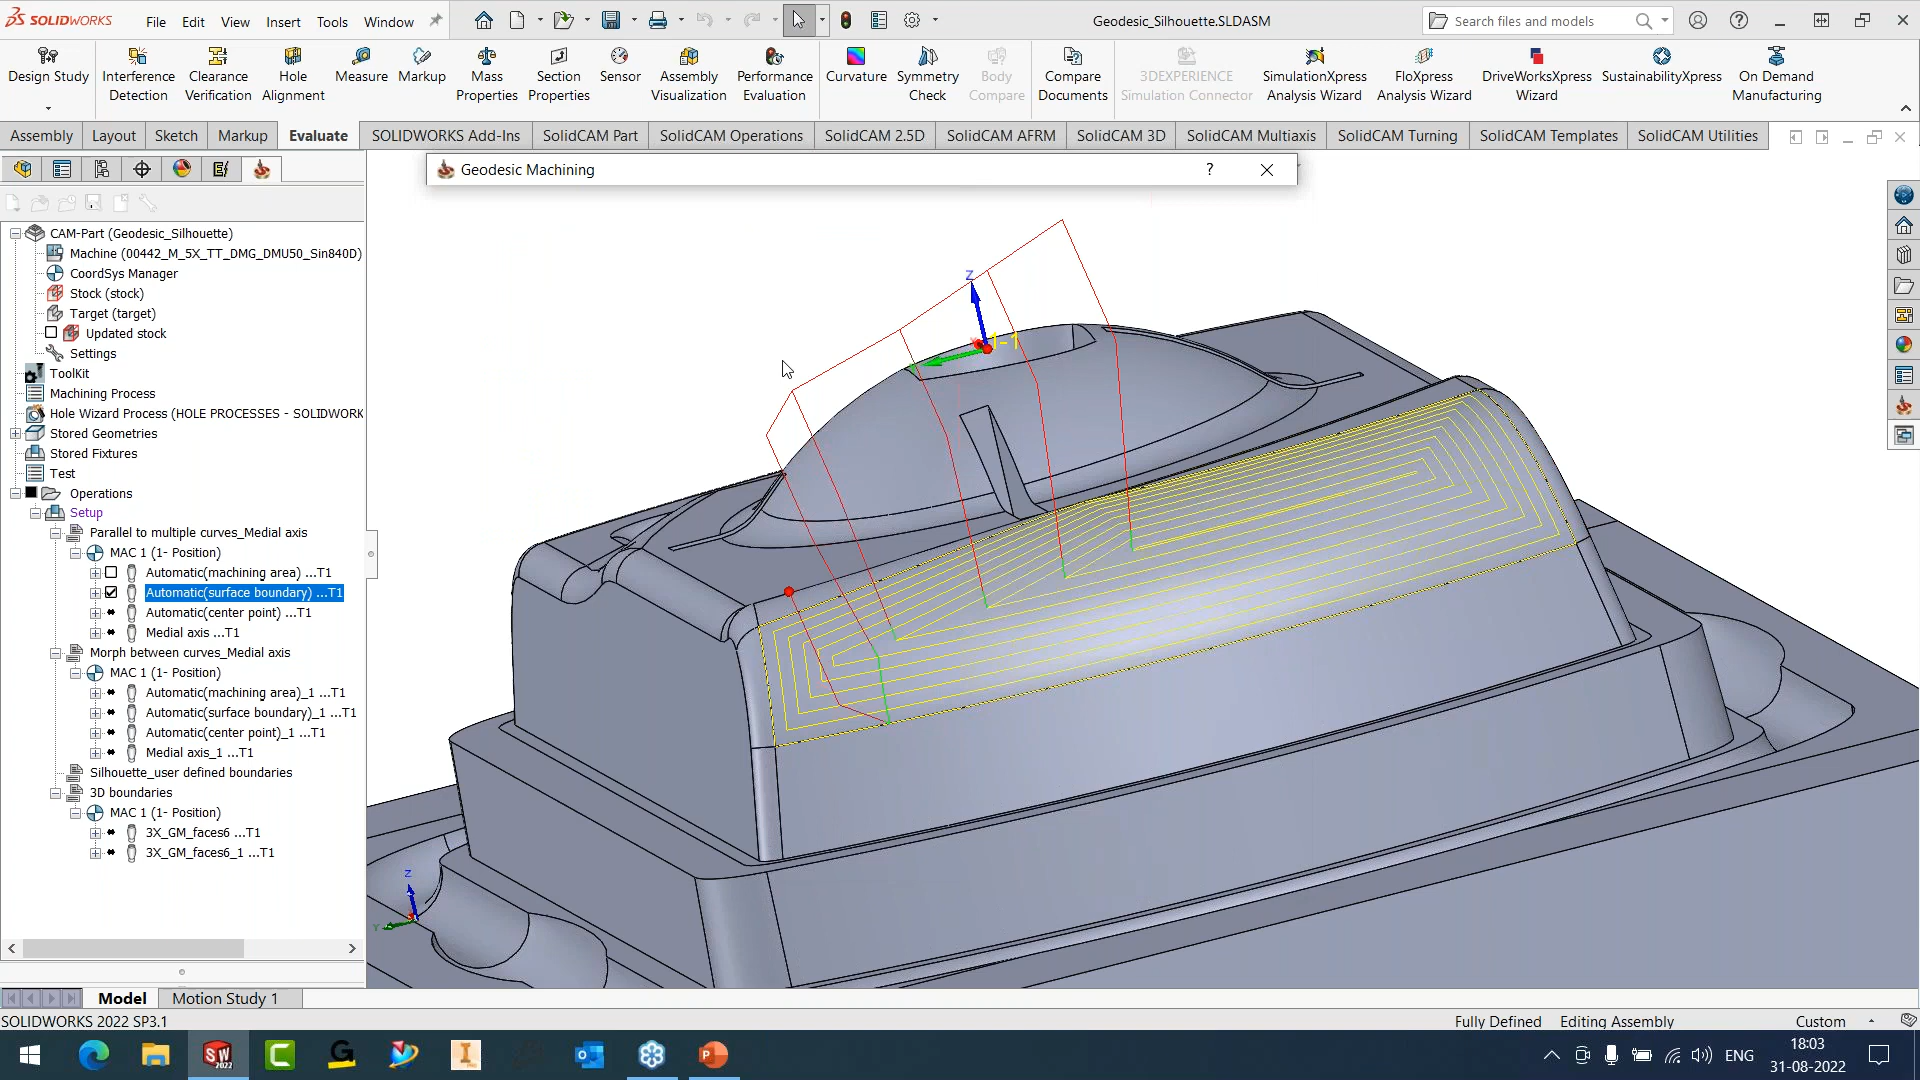 SOLIDWORKS File Edit View Insert Tools Window
Geodesic_Silhouette.SLDASM
Search files and models
Design Study
Interference Detection
Clearance Verification
Hole Alignment
Measure
Markup
Mass Properties
Section Properties
Sensor
Assembly Visualization
Performance Evaluation
Curvature
Symmetry Check
Body Compare
Compare Documents
3DEXPERIENCE Simulation Connector
SimulationXpress Analysis Wizard
FloXpress Analysis Wizard
DriveWorksXpress Wizard
SustainabilityXpress
On Demand Manufacturing
Assembly Layout Sketch Markup Evaluate SOLIDWORKS Add-Ins SolidCAM Part SolidCAM Operations SolidCAM 2.5D SolidCAM AFRM SolidCAM 3D SolidCAM Multiaxis SolidCAM Turning SolidCAM Templates SolidCAM Utilities
Geodesic Machining ?
CAM-Part (Geodesic_Silhouette)
Machine (00442_M_5X_TT_DMG_DMU50_Sin840D)
CoordSys Manager
Stock (stock)
Target (target)
Updated stock
Settings
ToolKit
Machining Process
Hole Wizard Process (HOLE PROCESSES - SOLIDWORK
Stored Geometries
Stored Fixtures
Test
Operations
Setup
Parallel to multiple curves_Medial axis
MAC 1 (1- Position)
Automatic(machining area) ...T1
Automatic(surface boundary) ...T1
Automatic(center point) ...T1
Medial axis ...T1
Morph between curves_Medial axis
MAC 1 (1- Position)
Automatic(machining area)_1 ...T1
Automatic(surface boundary)_1 ...T1
Automatic(center point)_1 ...T1
Medial axis_1 ...T1
Silhouette_user defined boundaries
3D boundaries
MAC 1 (1- Position)
3X_GM_faces6 ...T1
3X_GM_faces6_1 ...T1
Z
Z
Y
Model Motion Study 1
SOLIDWORKS 2022 SP3.1
Fully Defined Editing Assembly Custom
ENG
18:03
31-08-2022